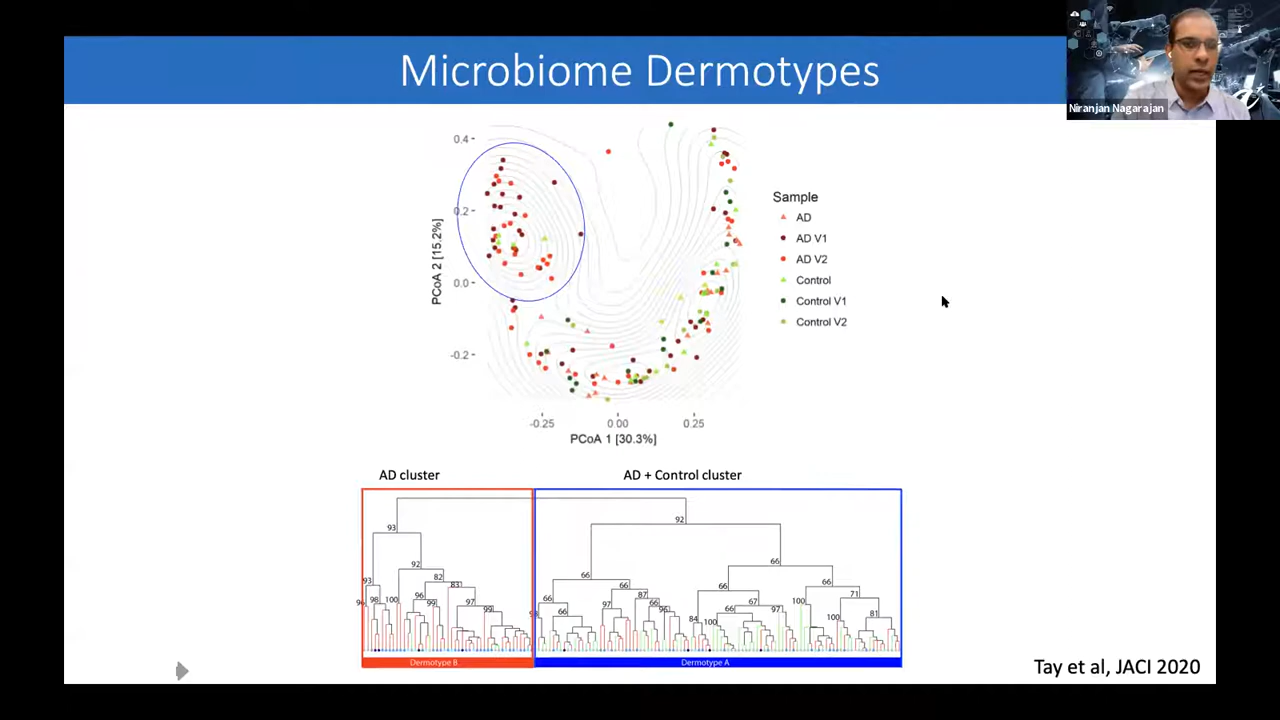 Microbiome Dermotypes
Niranjan Nagarajan
0.4
0.2
0.0
-0.2
PCoA 2 [15.2%]
-0.25 0.00 0.25
PCoA 1 [30.3%]
Sample
AD
AD V1
AD V2
Control
Control V1
Control V2
AD cluster
AD + Control cluster
92
93
92
66
66
93
82
83
66
66
66
98
100
96
99
97
99
66
97
87
66
96
66
67
97
100
71
66
84
100
66
100
81
Dermotype B
Dermotype A
Tay et al, JACI 2020